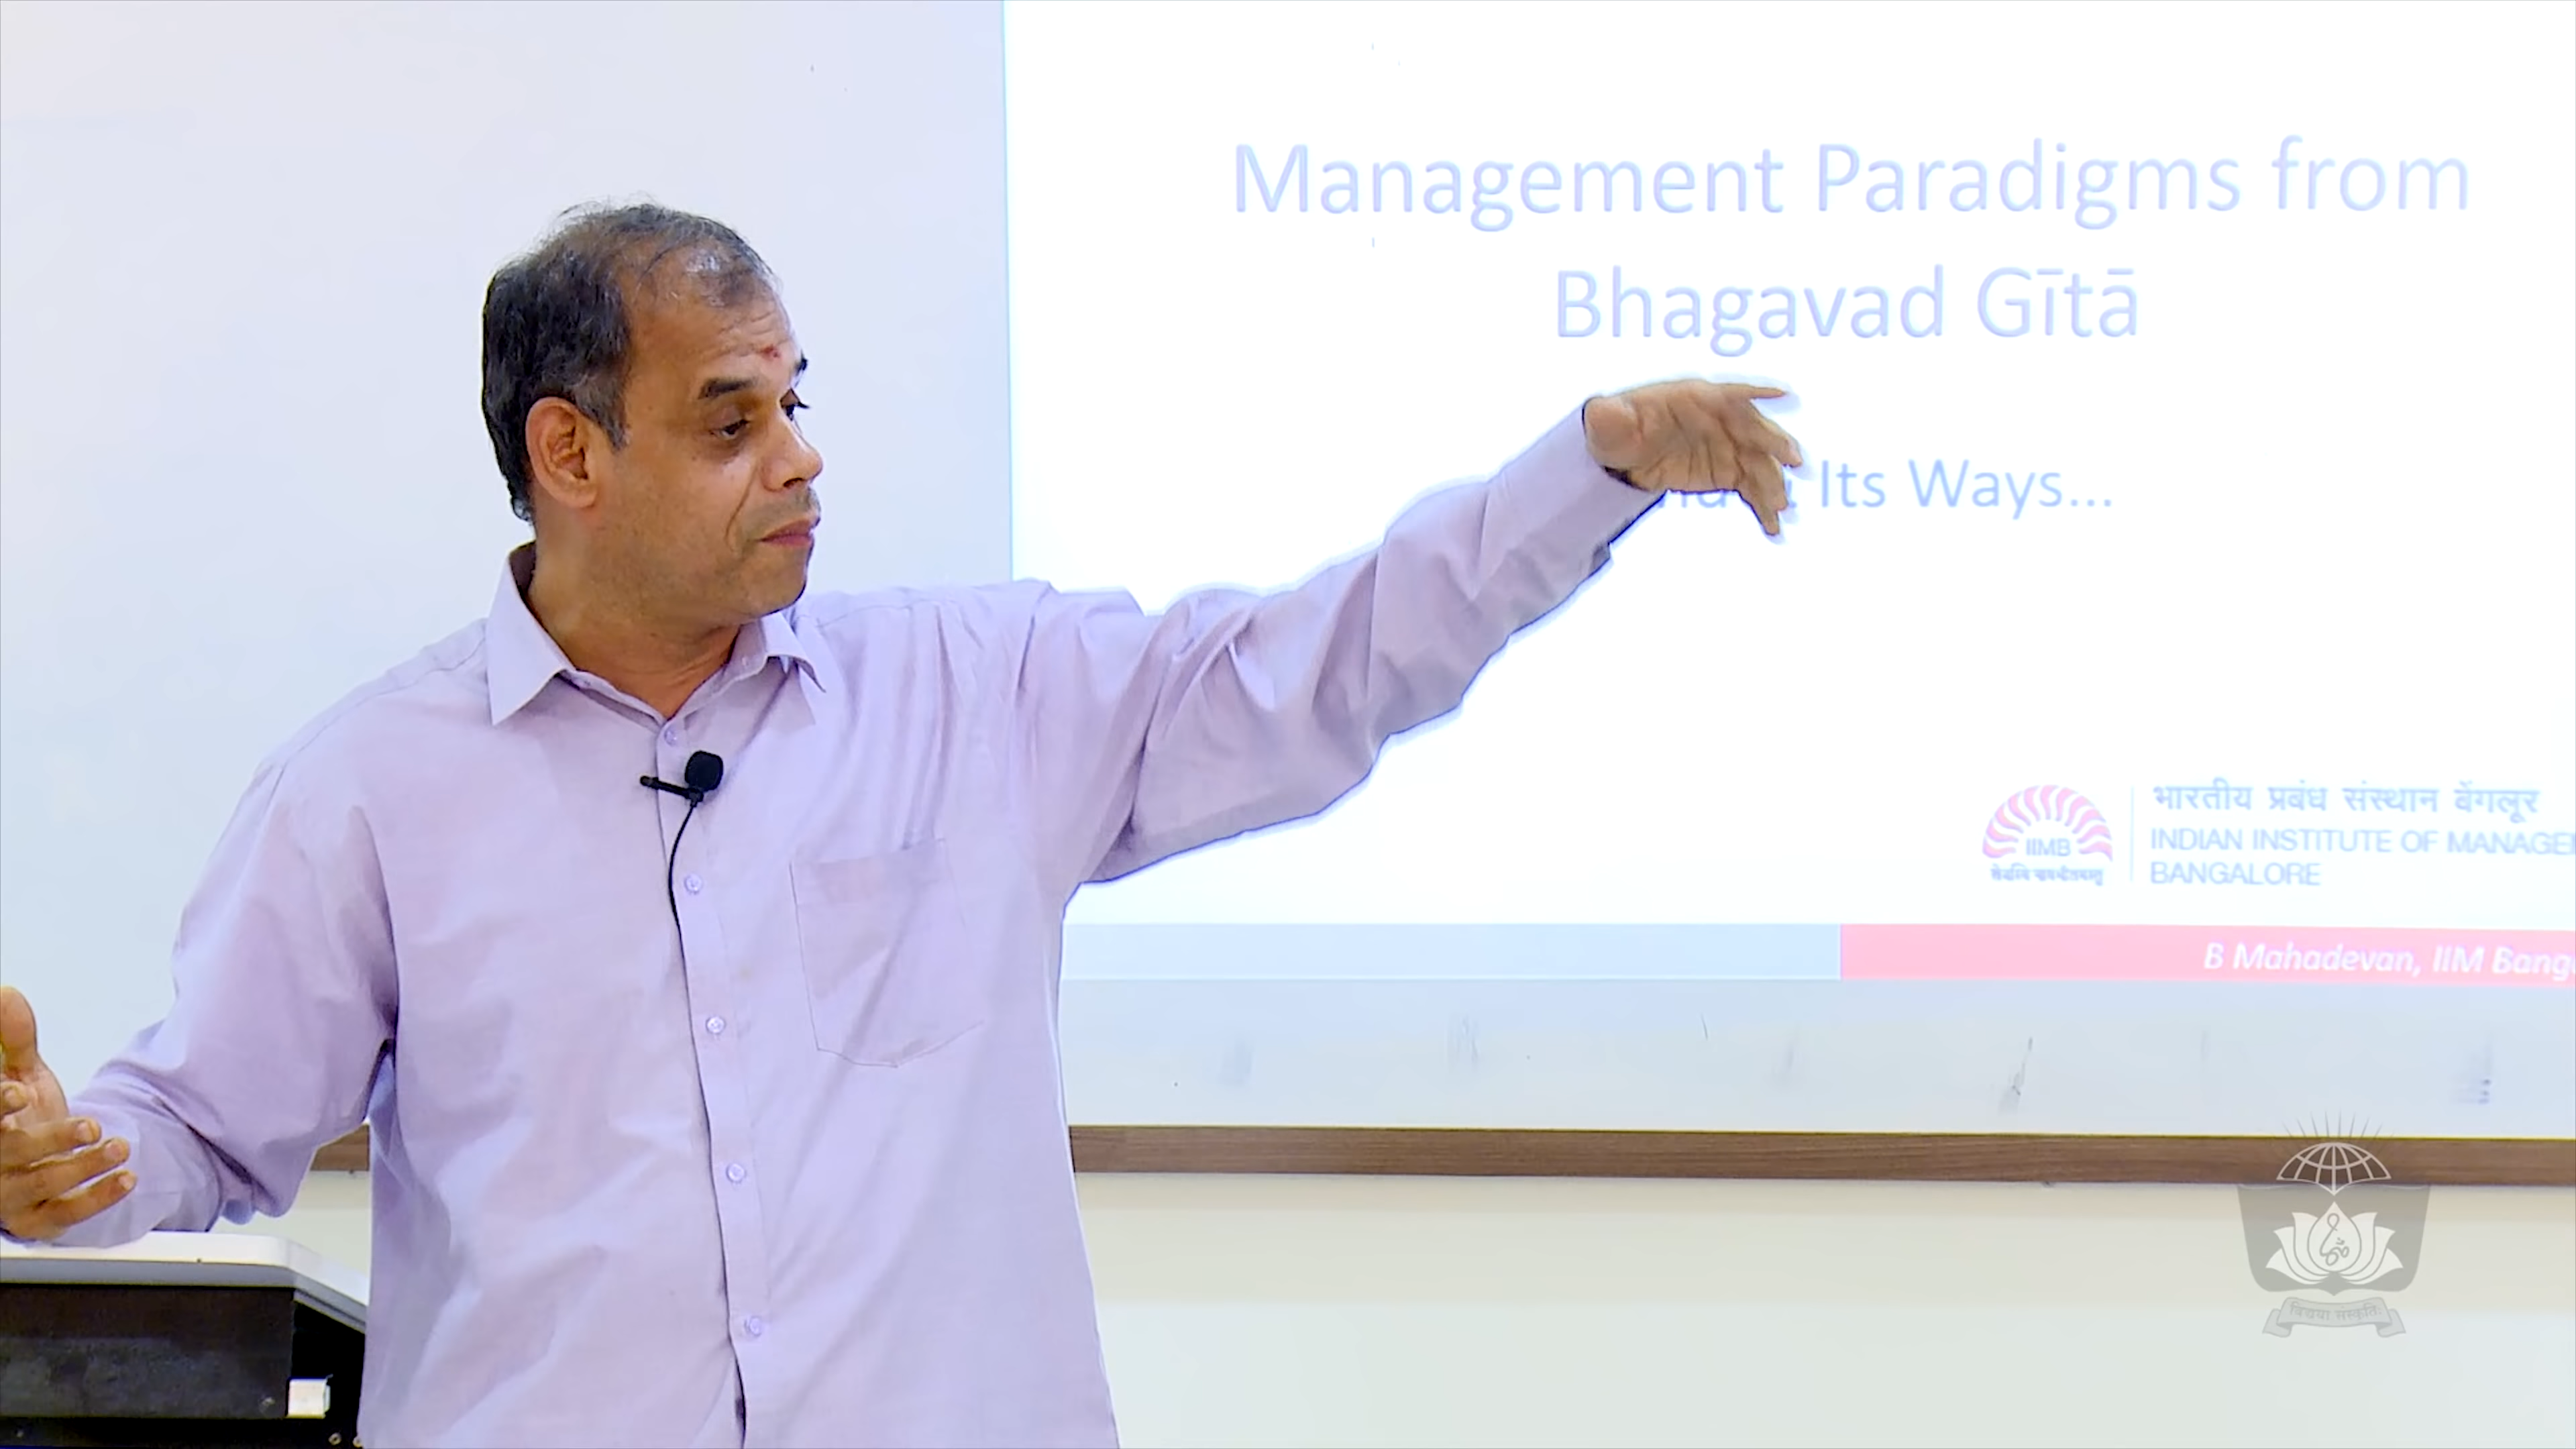 Management Paradigms from
Bhagavad Gītā
Its Ways...
IIMB
भारतीय प्रबंध संस्थान बेंगलूर
INDIAN INSTITUTE OF MANAGE
BANGALORE
B Mahadevan, IIM Bang
विद्यया संस्कृतिः